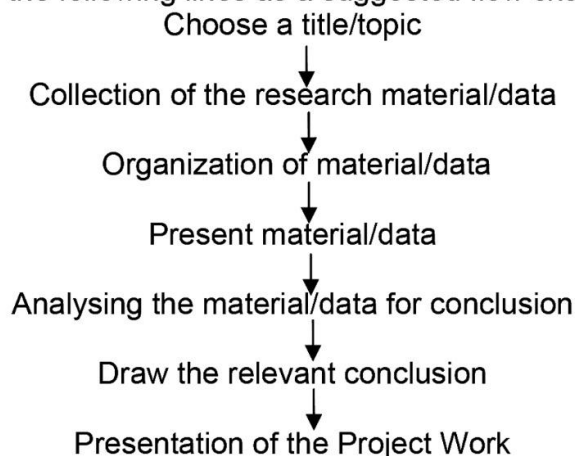 Choose a title/topic
Collection of the research material/data
Organization of material/data
Present material/data
Analysing the material/data for conclusion
Draw the relevant conclusion
Presentation of the Project Work